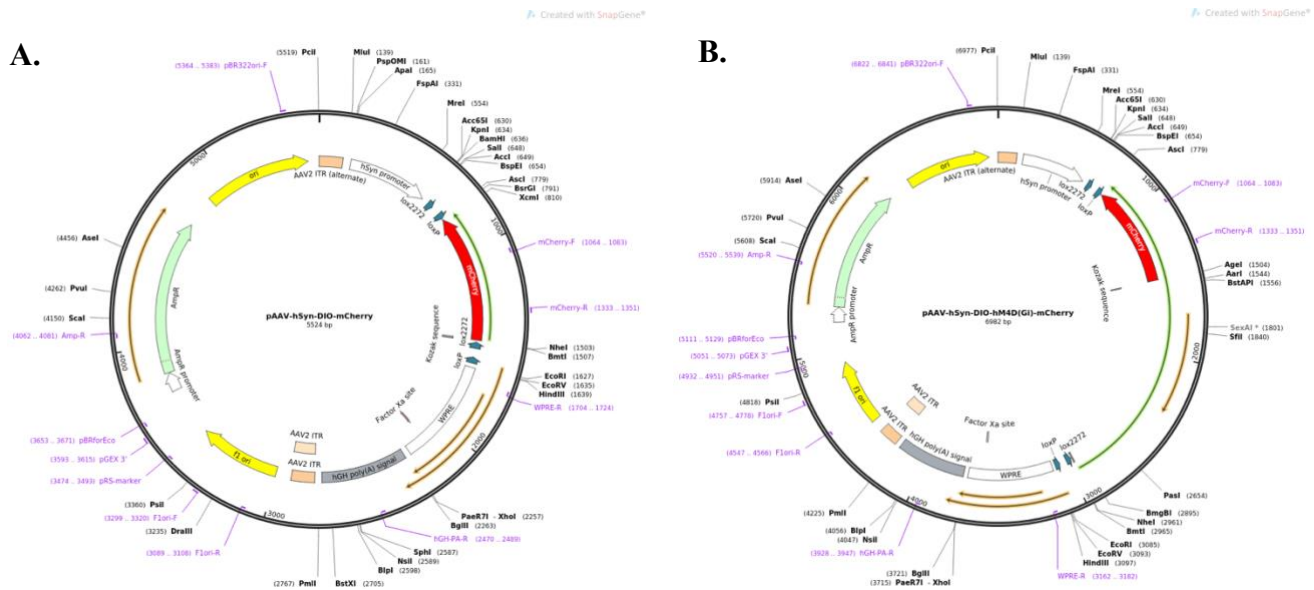 Created with SnapGene®
Created with SnapGene®
A.
(5519) PciI
MluI (139)
PspOMI (161)
ApaI (165)
FspAI (331)
MreI (554)
Acc65I (630)
KpnI (634)
BamHI (636)
SalI (648)
AccI (649)
BspEI (654)
AscI (779)
BsrGI (791)
XcmI (810)
mCherry-F (1064 .. 1083)
mCherry-R (1333 .. 1351)
NheI (1503)
BmtI (1507)
EcoRI (1627)
EcoRV (1635)
HindIII (1639)
WPRE-R (1704 .. 1724)
PaeR7I - XhoI (2257)
BglII (2263)
hGH-PA-R (2470 .. 2489)
SphI (2587)
NsiI (2589)
BlpI (2598)
BstXI (2705)
(2767) PmlI
(3089 .. 3108) F1ori-R
(3235) DraIII
(3299 .. 3320) F1ori-F
(3360) PsiI
(3474 .. 3493) pRS-marker
(3593 .. 3615) pGEX 3'
(3653 .. 3671) pBRforEco
(4062 .. 4081) Amp-R
(4150) ScaI
(4262) PvuI
(4456) AseI
(5364 .. 5383) pBR322ori-F
1000
2000
3000
4000
5000
ori
AAV2 ITR (alternate)
hSyn promoter
lox2272
loxP
mCherry
Kozak sequence
lox2272
loxP
WPRE
Factor Xa site
hGH poly(A) signal
AAV2 ITR
AAV2 ITR
f1 ori
AmpR promoter
AmpR
pAAV-hSyn-DIO-mCherry
5524 bp
B.
(6977) PciI
MluI (139)
FspAI (331)
MreI (554)
Acc65I (630)
KpnI (634)
SalI (648)
AccI (649)
BspEI (654)
AscI (779)
mCherry-F (1064 .. 1083)
mCherry-R (1333 .. 1351)
AgeI (1504)
AarI (1544)
BstAPI (1556)
SexAI * (1801)
SfiI (1840)
PasI (2654)
BmgBI (2895)
NheI (2961)
BmtI (2965)
EcoRI (3085)
EcoRV (3093)
HindIII (3097)
WPRE-R (3162 .. 3182)
(3715) PaeR7I - XhoI
(3721) BglII
(3928 .. 3947) hGH-PA-R
(4047) NsiI
(4056) BlpI
(4225) PmlI
(4547 .. 4566) F1ori-R
(4757 .. 4778) F1ori-F
(4818) PsiI
(4932 .. 4951) pRS-marker
(5051 .. 5073) pGEX 3'
(5111 .. 5129) pBRforEco
(5520 .. 5539) Amp-R
(5608) ScaI
(5720) PvuI
(5914) AseI
(6822 .. 6841) pBR322ori-F
1000
2000
3000
4000
5000
6000
ori
AAV2 ITR (alternate)
hSyn promoter
lox2272
loxP
mCherry
Kozak sequence
loxP
lox2272
WPRE
Factor Xa site
hGH poly(A) signal
AAV2 ITR
AAV2 ITR
f1 ori
AmpR promoter
AmpR
pAAV-hSyn-DIO-hM4D(Gi)-mCherry
6982 bp